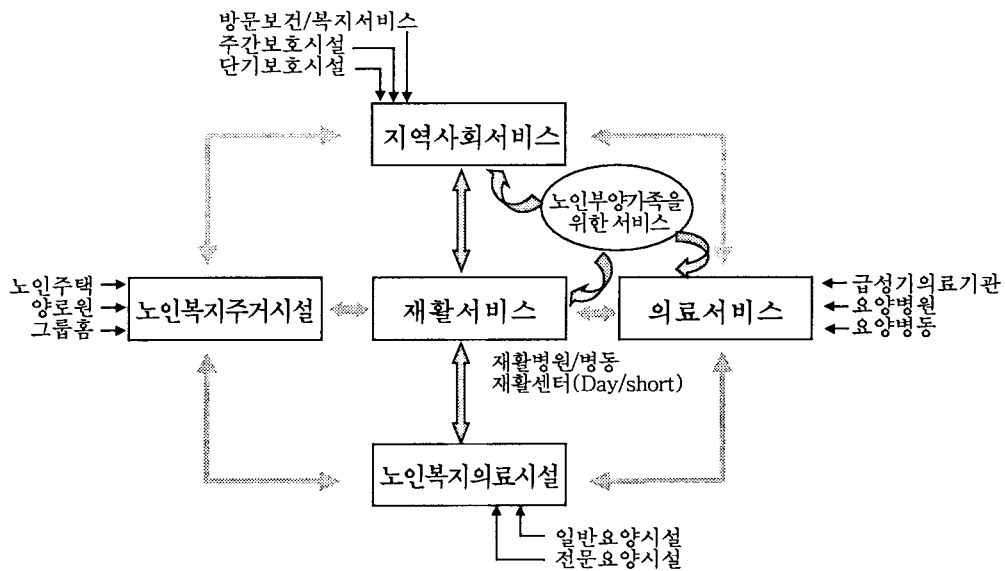 방문보건/복지서비스
주간보호시설
단기보호시설
지역사회서비스
노인부양가족을
위한 서비스
노인주택
양로원
그룹홈
노인복지주거시설
재활서비스
의료서비스
급성기의료기관
요양병원
요양병동
재활병원/병동
재활센터(Day/short)
노인복지의료시설
일반요양시설
전문요양시설